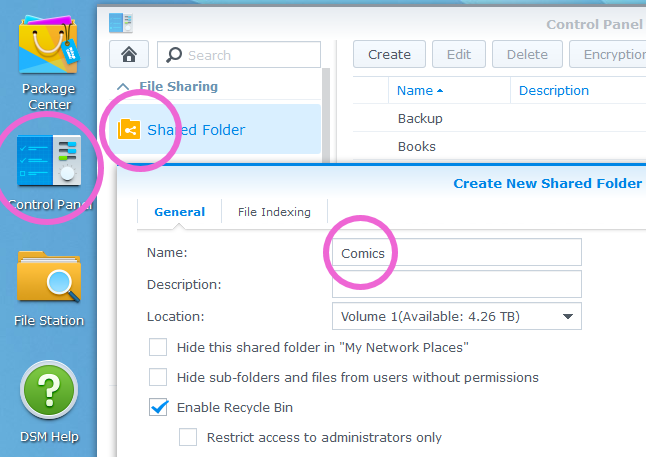 Package
Center
Control Panel
File Station
DSM Help
Control Panel
Search
File Sharing
Shared Folder
Create
Edit
Delete
Encryption
Name
Description
Backup
Books
Create New Shared Folder
General
File Indexing
Name:
Comics
Description:
Location:
Volume 1(Available: 4.26 TB)
Hide this shared folder in "My Network Places"
Hide sub-folders and files from users without permissions
Enable Recycle Bin
Restrict access to administrators only